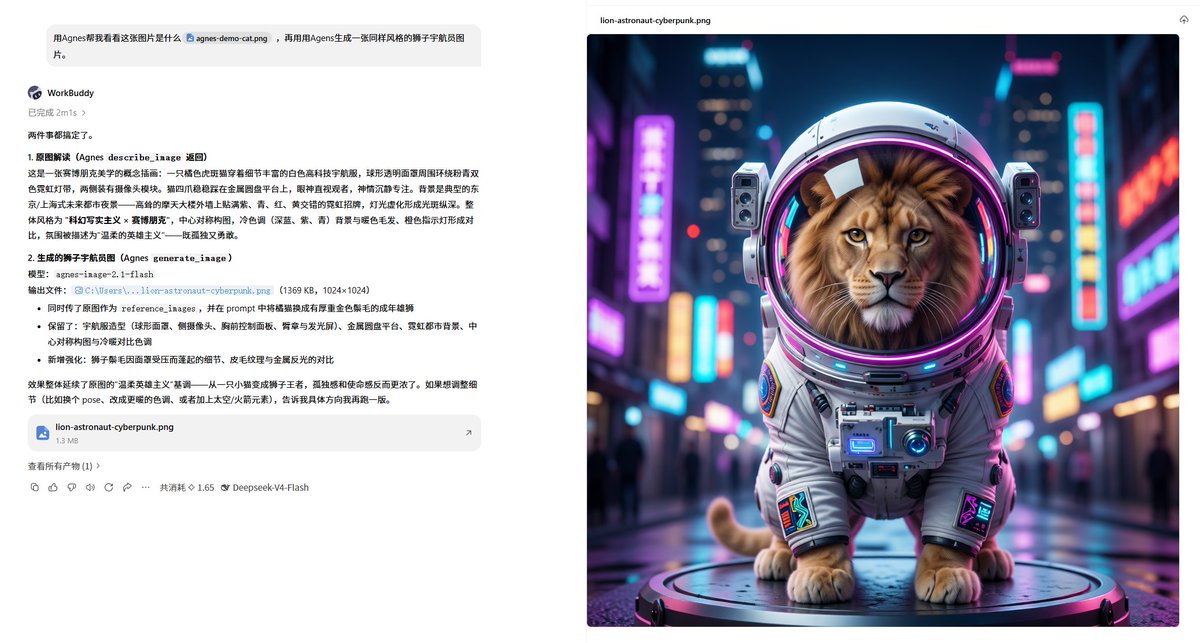 用Agnes帮我看看这张图片是什么 agnes-demo-cat.png ，再用用Agens生成一张同样风格的狮子宇航员图
片。
WorkBuddy
已完成 2m1s >
两件事都搞定了。
1. 原图解读（Agnes describe_image 返回）
这是一张赛博朋克美学的概念插画：一只橘色虎斑猫穿着细节丰富的白色高科技宇航服，球形透明面罩周围环绕粉青双
色霓虹灯带，两侧装有摄像头模块。猫四爪稳稳踩在金属圆盘平台上，眼神直视观者，神情沉静专注。背景是典型的东
京/上海式未来都市夜景——高耸的摩天大楼外墙上贴满紫、青、红、黄交错的霓虹招牌，灯光虚化形成光斑纵深。整
体风格为 "科幻写实主义 × 赛博朋克"，中心对称构图，冷色调（深蓝、紫、青）背景与暖色毛发、橙色指示灯形成对
比，氛围被描述为"温柔的英雄主义"——既孤独又勇敢。
2. 生成的狮子宇航员图（Agnes generate_image ）
模型： agnes-image-2.1-flash
输出文件： C:\Users\...lion-astronaut-cyberpunk.png （1369 KB，1024×1024）
• 同时传了原图作为 reference_images ，并在 prompt 中将橘猫换成有厚重金色鬃毛的成年雄狮
• 保留了：宇航服造型（球形面罩、侧摄像头、胸前控制面板、臂章与发光屏）、金属圆盘平台、霓虹都市背景、中
心对称构图与冷暖对比色调
• 新增强化：狮子鬃毛因面罩受压而蓬起的细节、皮毛纹理与金属反光的对比
效果整体延续了原图的"温柔英雄主义"基调——从一只小猫变成狮子王者，孤独感和使命感反而更浓了。如果想调整细
节（比如换个 pose、改成更暖的色调、或者加上太空/火箭元素），告诉我具体方向我再跑一版。
lion-astronaut-cyberpunk.png
1.3 MB
查看所有产物 (1) >
共消耗 1.65 Deepseek-V4-Flash
lion-astronaut-cyberpunk.png